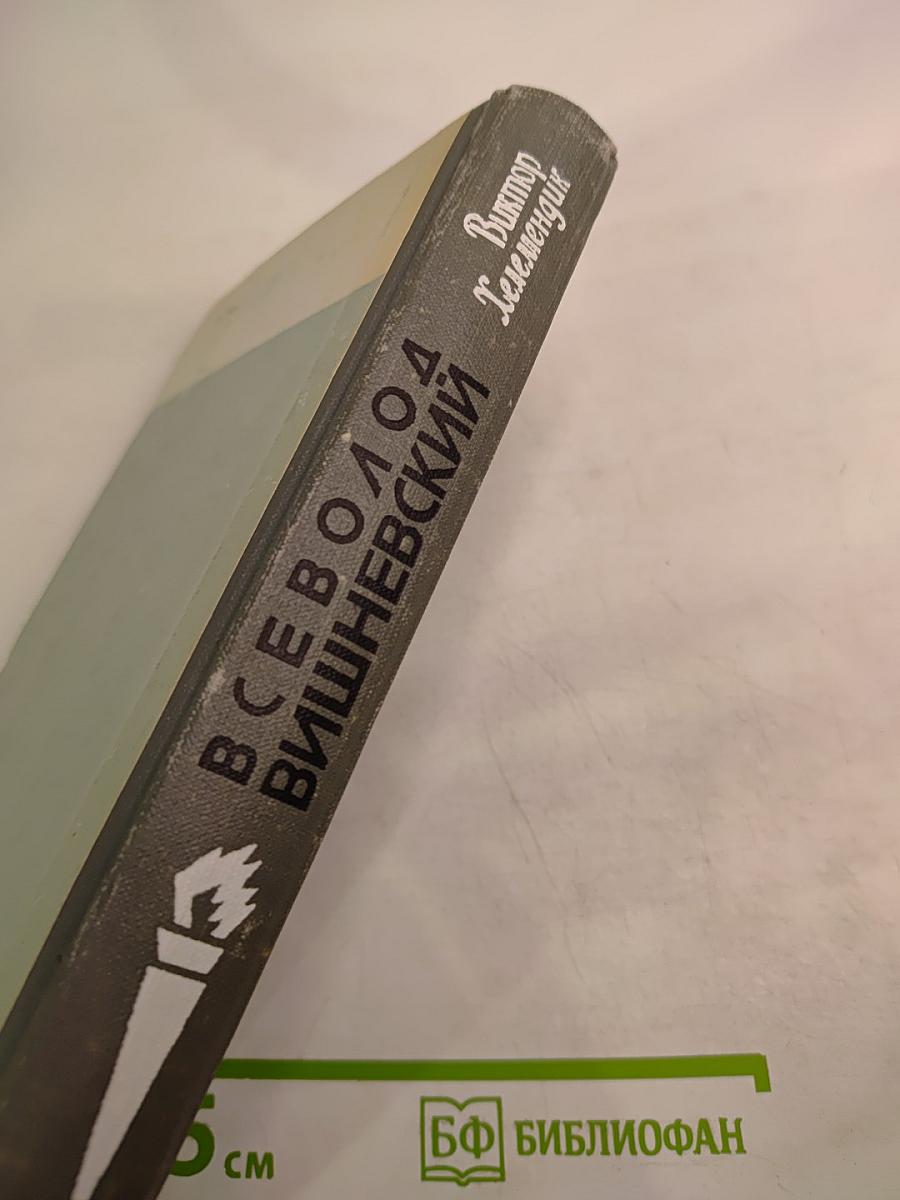 Виктор
Хелемендик
ВСЕВОЛОД
ВИШНЕВСКИЙ
5 см
БФ БИБЛИОФАН